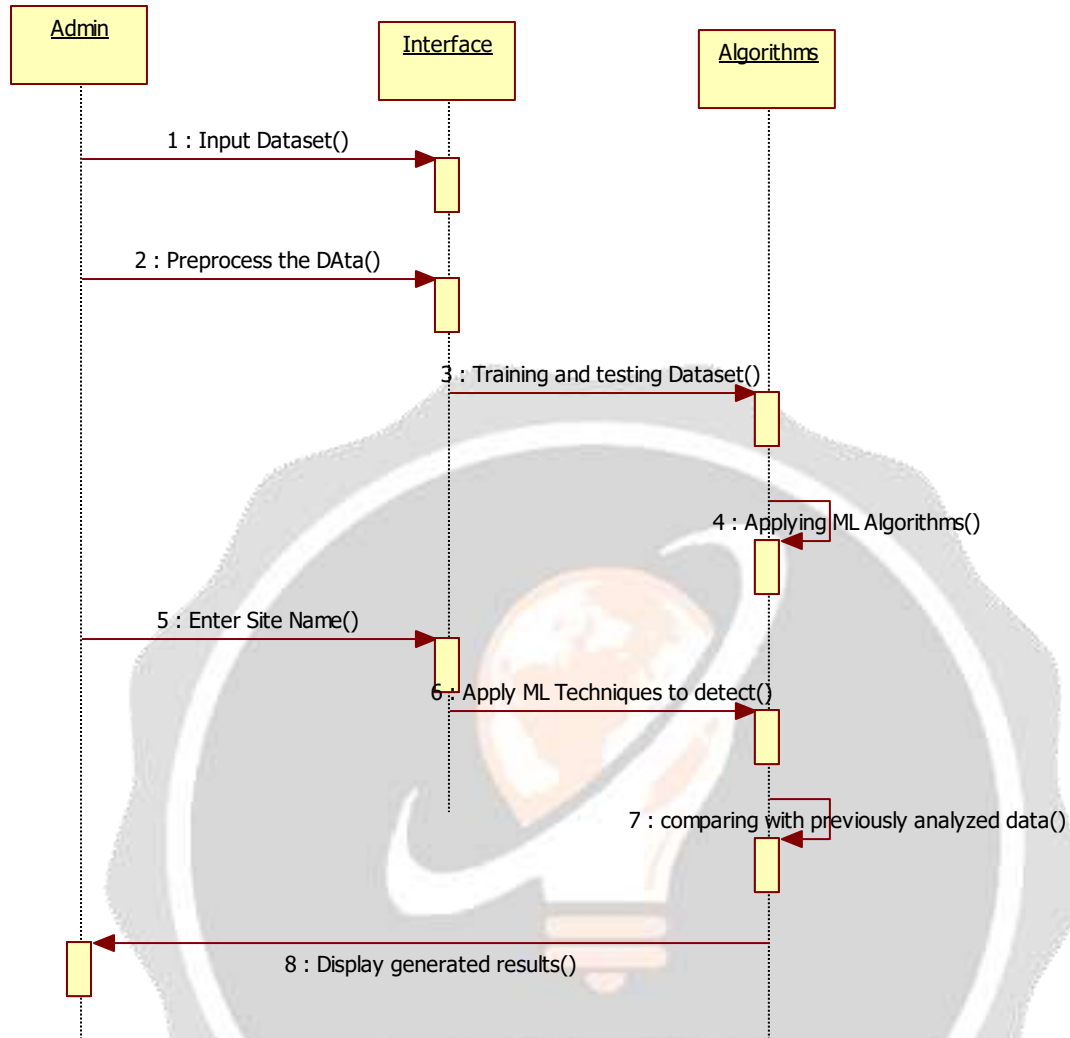 Admin
Interface
Algorithms
1 : Input Dataset()
2 : Preprocess the DAta()
3 : Training and testing Dataset()
4 : Applying ML Algorithms()
5 : Enter Site Name()
6 : Apply ML Techniques to detect()
7 : comparing with previously analyzed data()
8 : Display generated results()